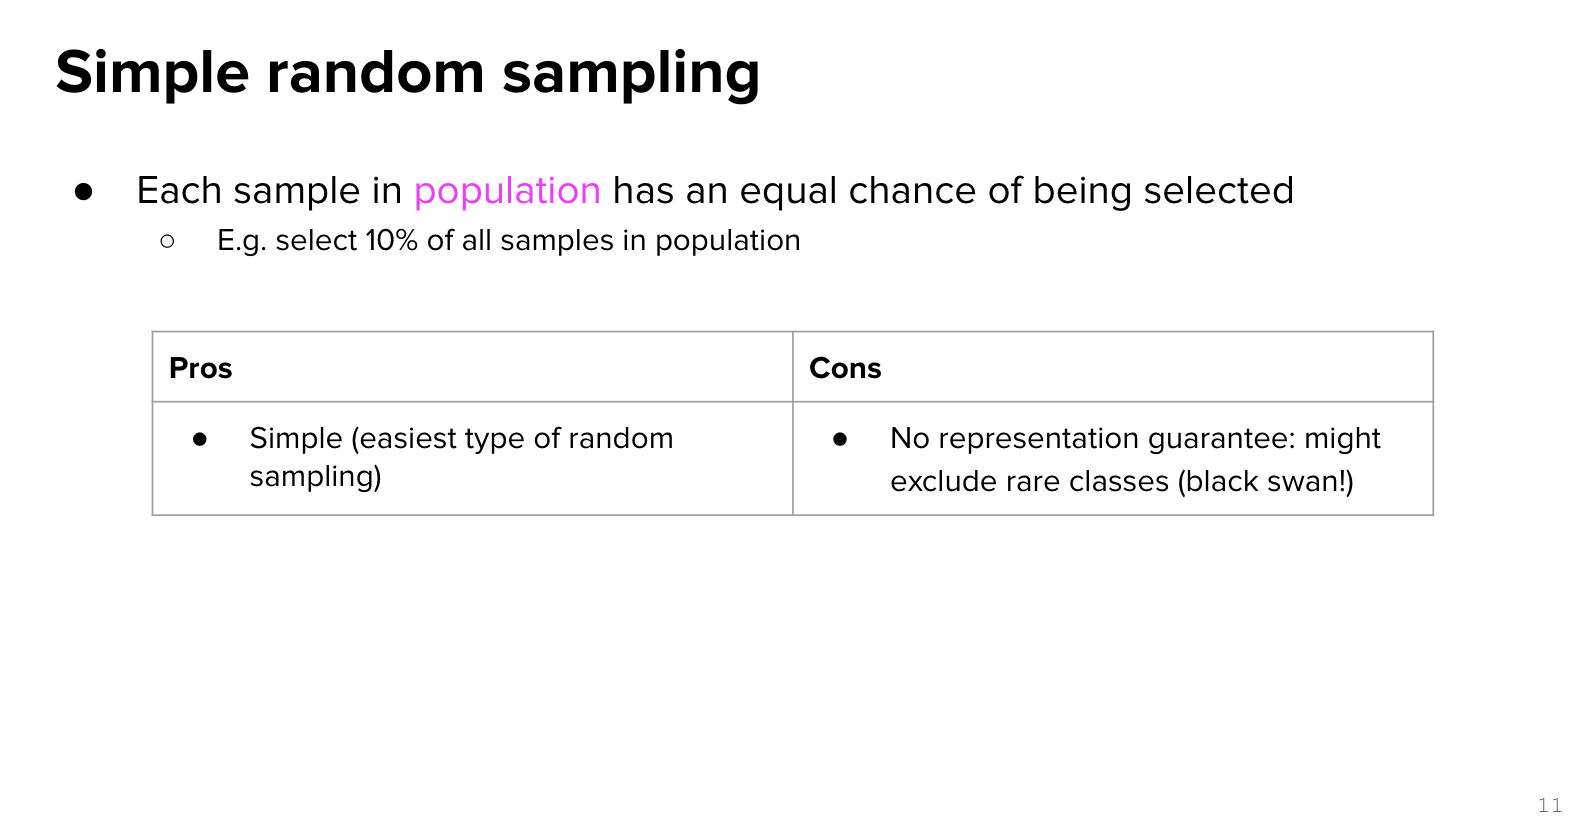 Simple random sampling
● Each sample in population has an equal chance of being selected
○ E.g. select 10% of all samples in population
Pros
Cons
● Simple (easiest type of random
sampling)
● No representation guarantee: might
exclude rare classes (black swan!)
11